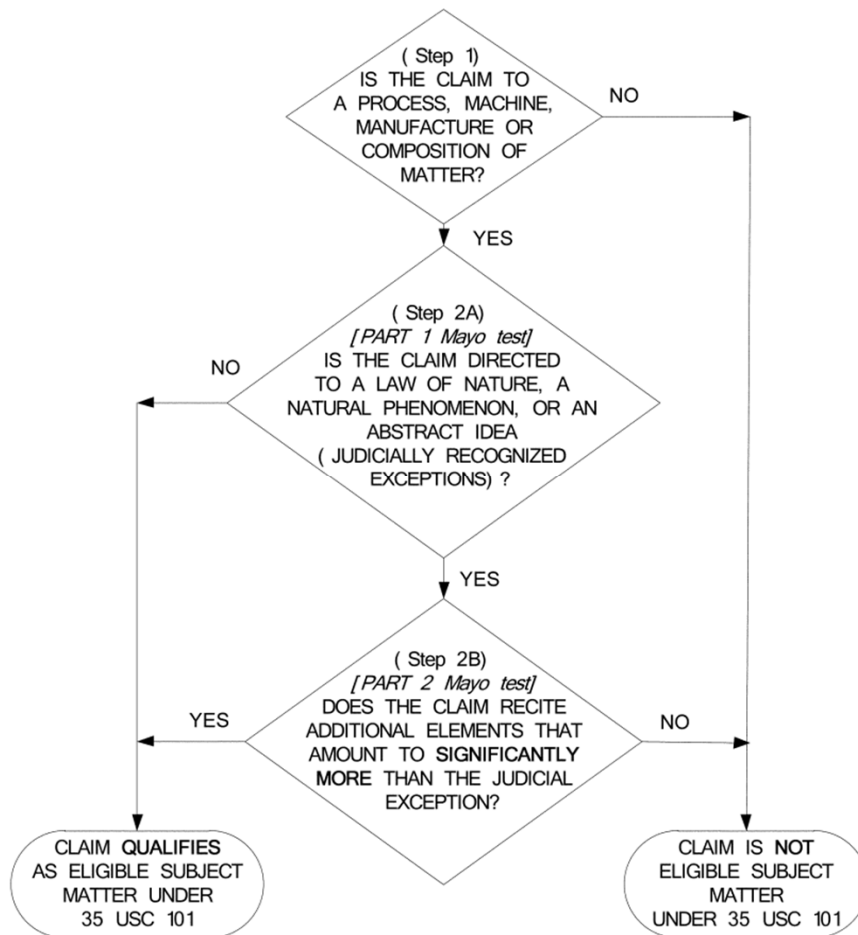 ( Step 1)
IS THE CLAIM TO
A PROCESS, MACHINE,
MANUFACTURE OR
COMPOSITION OF
MATTER?
NO
YES
( Step 2A)
[PART 1 Mayo test]
IS THE CLAIM DIRECTED
TO A LAW OF NATURE, A
NATURAL PHENOMENON, OR AN
ABSTRACT IDEA
( JUDICIALLY RECOGNIZED
EXCEPTIONS) ?
NO
YES
( Step 2B)
[PART 2 Mayo test]
DOES THE CLAIM RECITE
ADDITIONAL ELEMENTS THAT
AMOUNT TO SIGNIFICANTLY
MORE THAN THE JUDICIAL
EXCEPTION?
YES
NO
CLAIM QUALIFIES
AS ELIGIBLE SUBJECT
MATTER UNDER
35 USC 101
CLAIM IS NOT
ELIGIBLE SUBJECT
MATTER
UNDER 35 USC 101